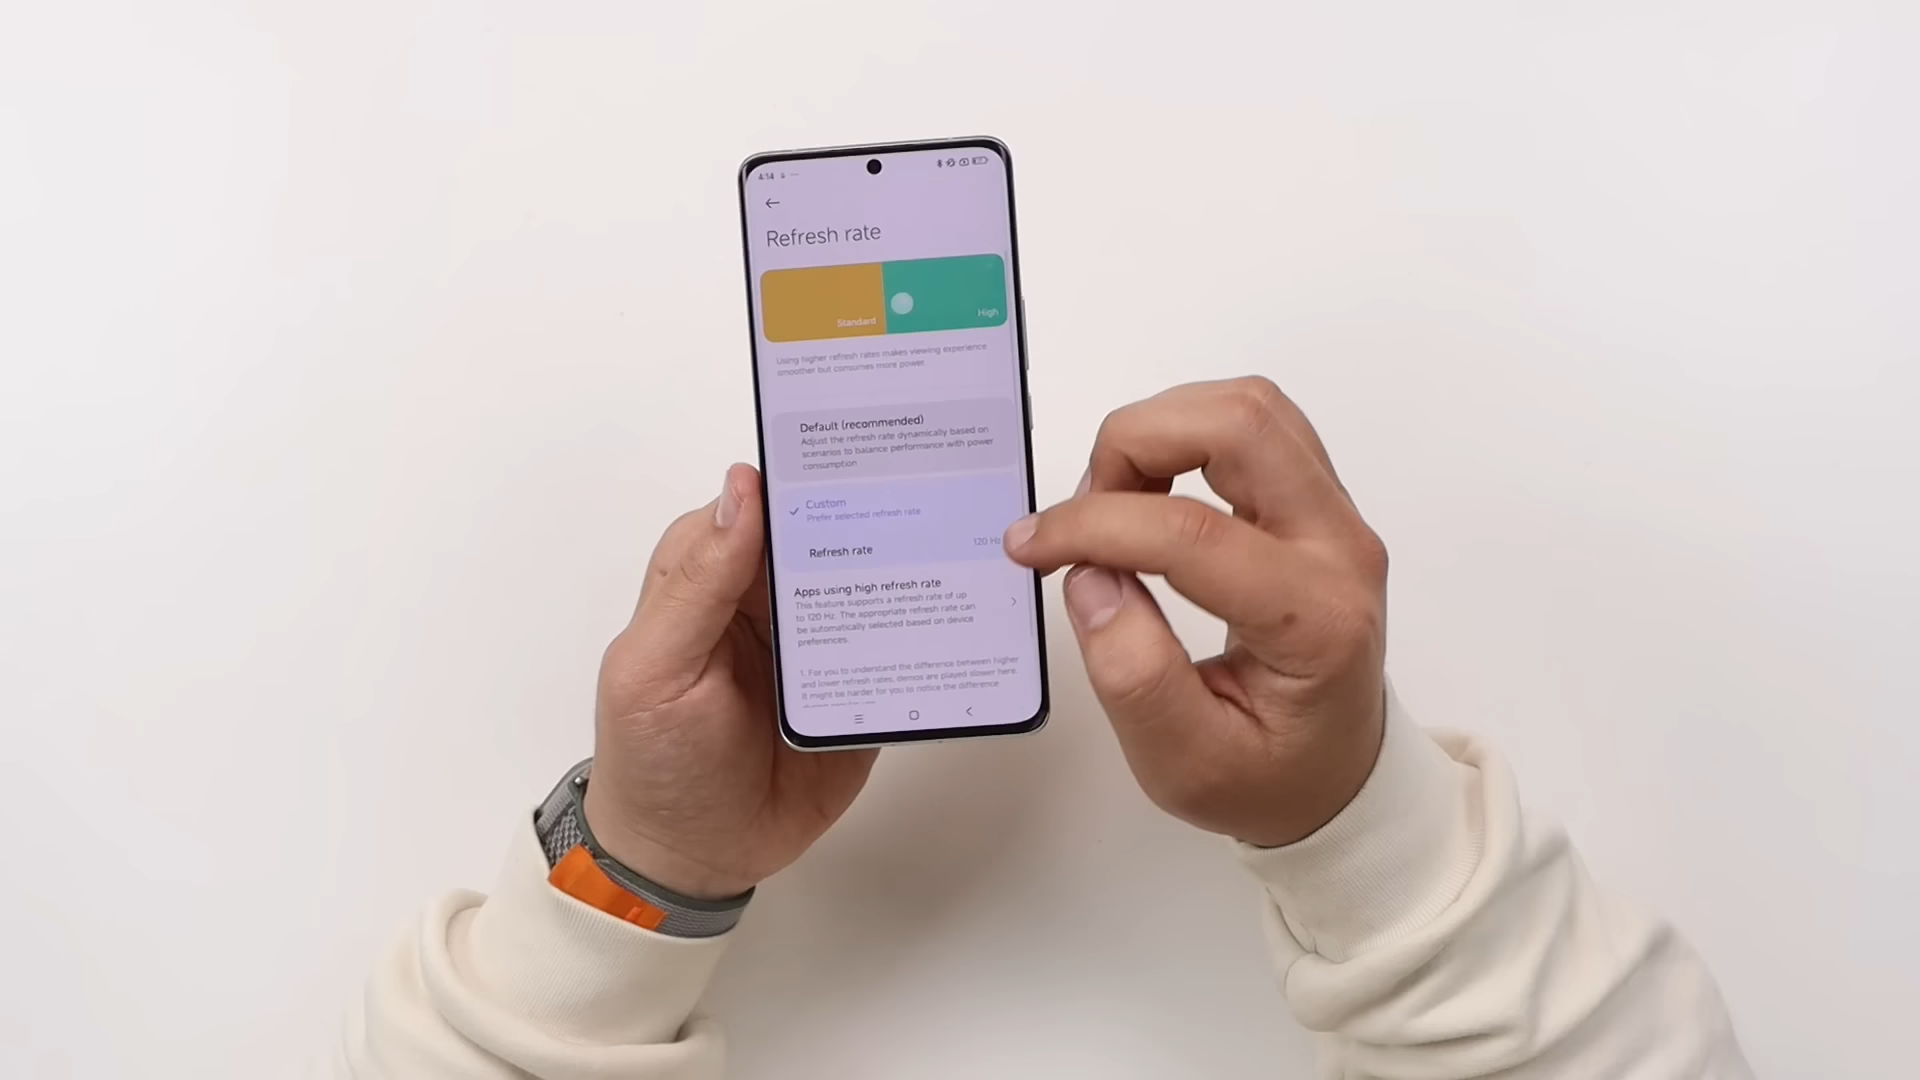 4:14
Refresh rate
Standard
High
Using higher refresh rates makes viewing experience
smoother but consumes more power.
Default (recommended)
Adjust the refresh rate dynamically based on
scenarios to balance performance with power
consumption
Custom
Prefer selected refresh rate
Refresh rate
120 Hz
Apps using high refresh rate
This feature supports a refresh rate of up
to 120 Hz. The appropriate refresh rate can
be automatically selected based on device
preferences.
1. For you to understand the difference between higher
and lower refresh rates, demos are played slower here.
It might be harder for you to notice the difference